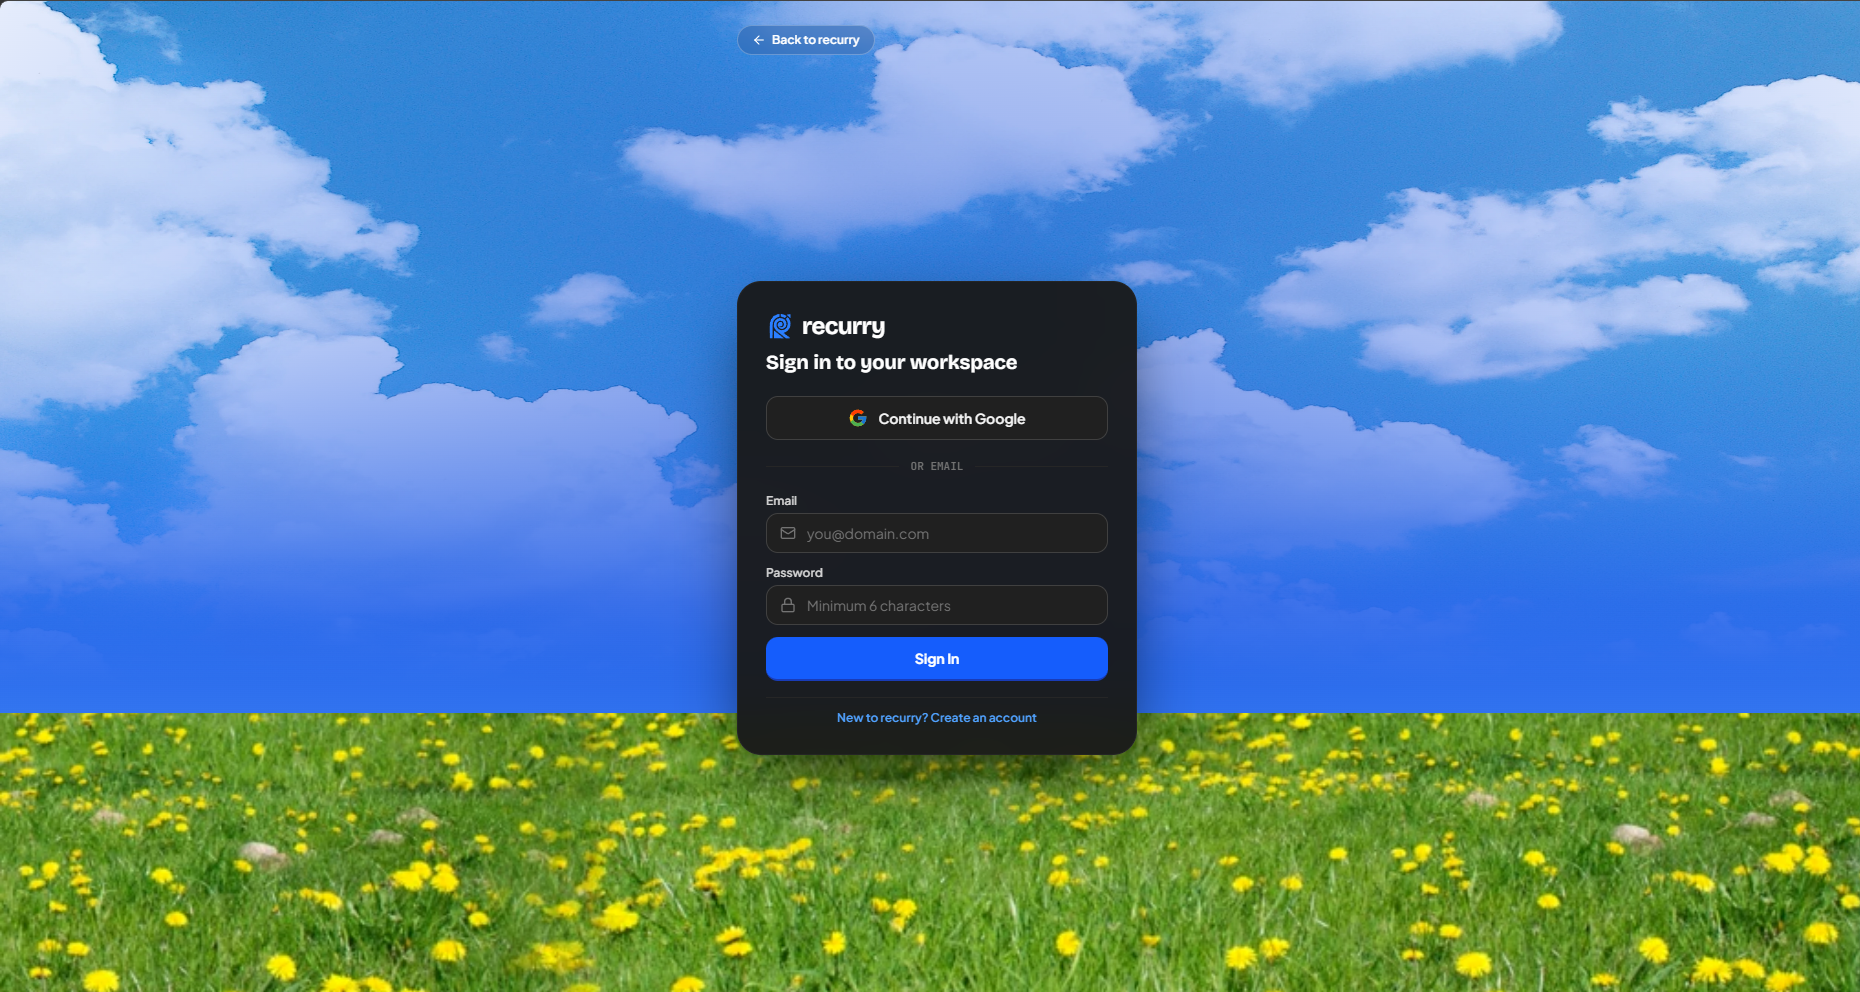 Back to recurry
recurry
Sign in to your workspace
Continue with Google
OR EMAIL
Email
you@domain.com
Password
Minimum 6 characters
Sign In
New to recurry? Create an account